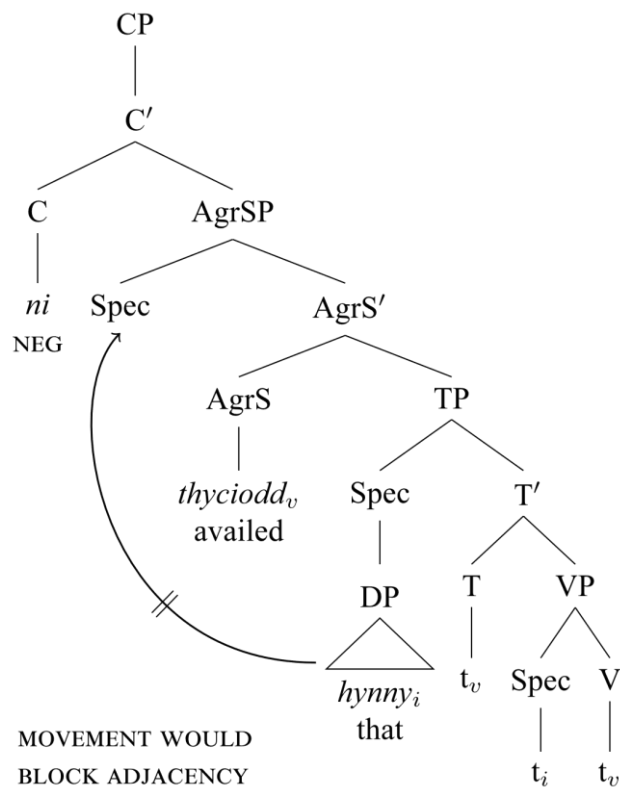 CP
C′
C AgrSP
ni Spec AgrS′
NEG
AgrS TP
thyciodd_v Spec T′
availed
DP T VP
hynny_i t_v Spec V
that
MOVEMENT WOULD
BLOCK ADJACENCY t_i t_v